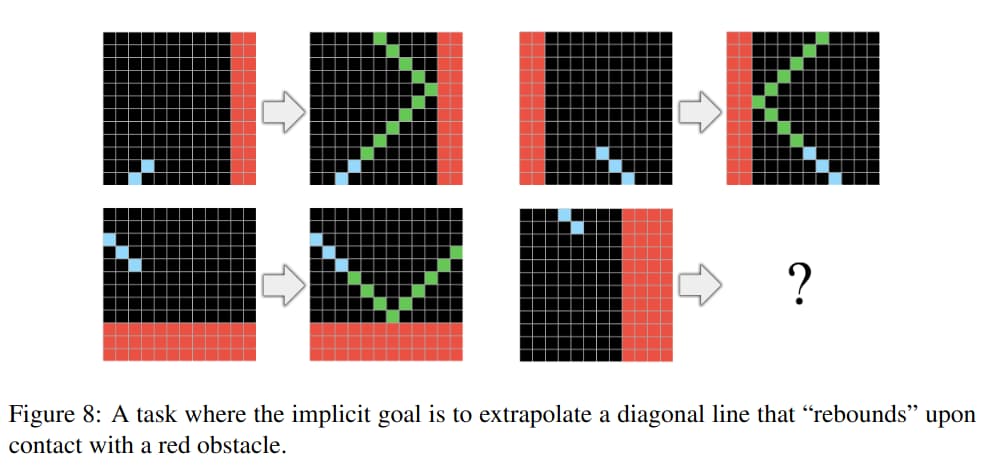 ?
Figure 8: A task where the implicit goal is to extrapolate a diagonal line that “rebounds” upon
contact with a red obstacle.